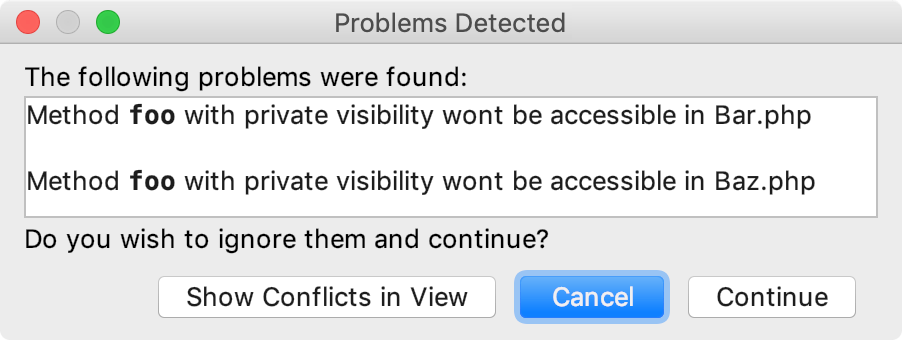 Problems Detected
The following problems were found:
Method foo with private visibility wont be accessible in Bar.php
Method foo with private visibility wont be accessible in Baz.php
Do you wish to ignore them and continue?
Show Conflicts in View Cancel Continue